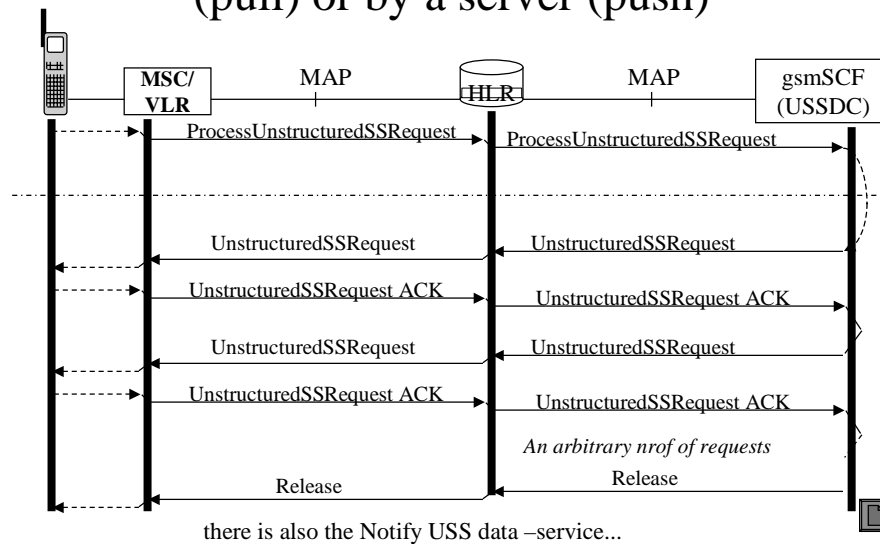 (pull) or by a server (push)
MSC/
VLR
MAP
HLR
MAP
gsmSCF
(USSDC)
ProcessUnstructuredSSRequest
ProcessUnstructuredSSRequest
UnstructuredSSRequest
UnstructuredSSRequest
UnstructuredSSRequest ACK
UnstructuredSSRequest ACK
UnstructuredSSRequest
UnstructuredSSRequest
UnstructuredSSRequest ACK
UnstructuredSSRequest ACK
An arbitrary nrof of requests
Release
Release
there is also the Notify USS data –service...